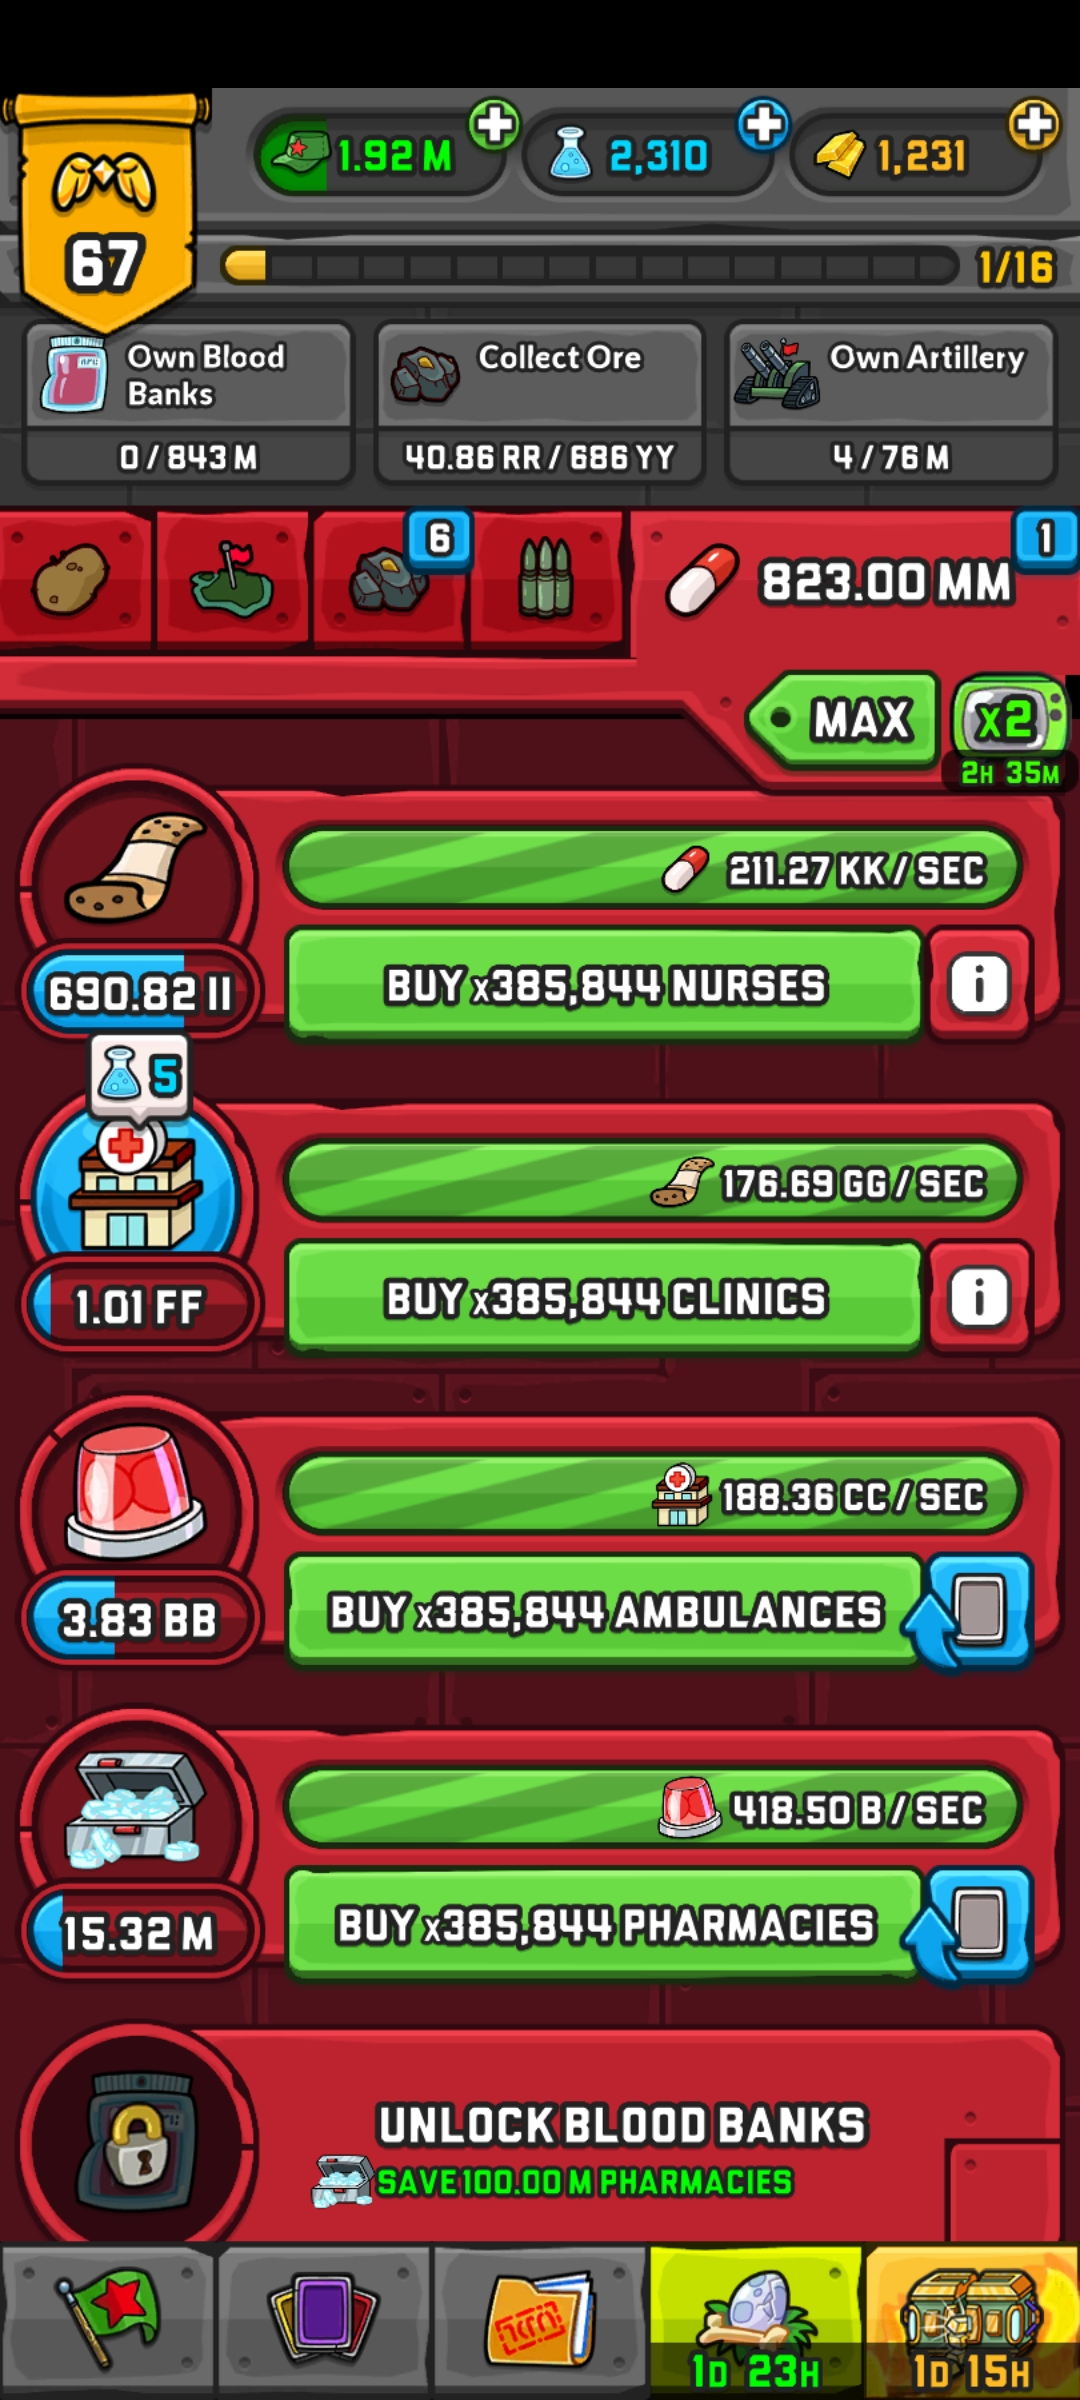 1.92 M
2,310
1,231
67
1/16
Own Blood
Banks
0 / 843 M
Collect Ore
40.86 RR / 686 YY
Own Artillery
4 / 76 M
6
1
823.00 MM
MAX
x2
2H 35M
211.27 KK / SEC
690.82 II
BUY x385,844 NURSES
i
5
176.69 GG / SEC
1.01 FF
BUY x385,844 CLINICS
i
188.36 CC / SEC
3.83 BB
BUY x385,844 AMBULANCES
418.50 B / SEC
15.32 M
BUY x385,844 PHARMACIES
UNLOCK BLOOD BANKS
SAVE 100.00 M PHARMACIES
1D 23H
1D 15H